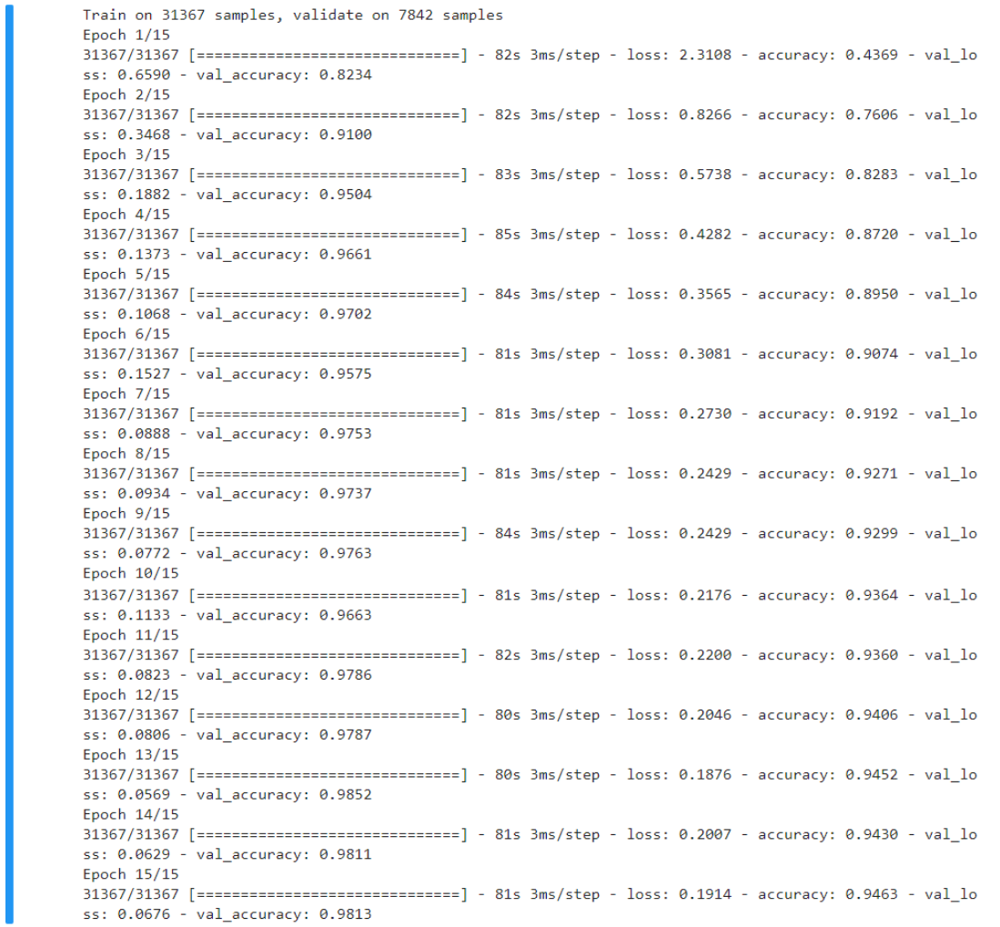 Train on 31367 samples, validate on 7842 samples
Epoch 1/15
31367/31367 [==============================] - 82s 3ms/step - loss: 2.3108 - accuracy: 0.4369 - val_lo
ss: 0.6590 - val_accuracy: 0.8234
Epoch 2/15
31367/31367 [==============================] - 82s 3ms/step - loss: 0.8266 - accuracy: 0.7606 - val_lo
ss: 0.3468 - val_accuracy: 0.9100
Epoch 3/15
31367/31367 [==============================] - 83s 3ms/step - loss: 0.5738 - accuracy: 0.8283 - val_lo
ss: 0.1882 - val_accuracy: 0.9504
Epoch 4/15
31367/31367 [==============================] - 85s 3ms/step - loss: 0.4282 - accuracy: 0.8720 - val_lo
ss: 0.1373 - val_accuracy: 0.9661
Epoch 5/15
31367/31367 [==============================] - 84s 3ms/step - loss: 0.3565 - accuracy: 0.8950 - val_lo
ss: 0.1068 - val_accuracy: 0.9702
Epoch 6/15
31367/31367 [==============================] - 81s 3ms/step - loss: 0.3081 - accuracy: 0.9074 - val_lo
ss: 0.1527 - val_accuracy: 0.9575
Epoch 7/15
31367/31367 [==============================] - 81s 3ms/step - loss: 0.2730 - accuracy: 0.9192 - val_lo
ss: 0.0888 - val_accuracy: 0.9753
Epoch 8/15
31367/31367 [==============================] - 81s 3ms/step - loss: 0.2429 - accuracy: 0.9271 - val_lo
ss: 0.0934 - val_accuracy: 0.9737
Epoch 9/15
31367/31367 [==============================] - 84s 3ms/step - loss: 0.2429 - accuracy: 0.9299 - val_lo
ss: 0.0772 - val_accuracy: 0.9763
Epoch 10/15
31367/31367 [==============================] - 81s 3ms/step - loss: 0.2176 - accuracy: 0.9364 - val_lo
ss: 0.1133 - val_accuracy: 0.9663
Epoch 11/15
31367/31367 [==============================] - 82s 3ms/step - loss: 0.2200 - accuracy: 0.9360 - val_lo
ss: 0.0823 - val_accuracy: 0.9786
Epoch 12/15
31367/31367 [==============================] - 80s 3ms/step - loss: 0.2046 - accuracy: 0.9406 - val_lo
ss: 0.0806 - val_accuracy: 0.9787
Epoch 13/15
31367/31367 [==============================] - 80s 3ms/step - loss: 0.1876 - accuracy: 0.9452 - val_lo
ss: 0.0569 - val_accuracy: 0.9852
Epoch 14/15
31367/31367 [==============================] - 81s 3ms/step - loss: 0.2007 - accuracy: 0.9430 - val_lo
ss: 0.0629 - val_accuracy: 0.9811
Epoch 15/15
31367/31367 [==============================] - 81s 3ms/step - loss: 0.1914 - accuracy: 0.9463 - val_lo
ss: 0.0676 - val_accuracy: 0.9813